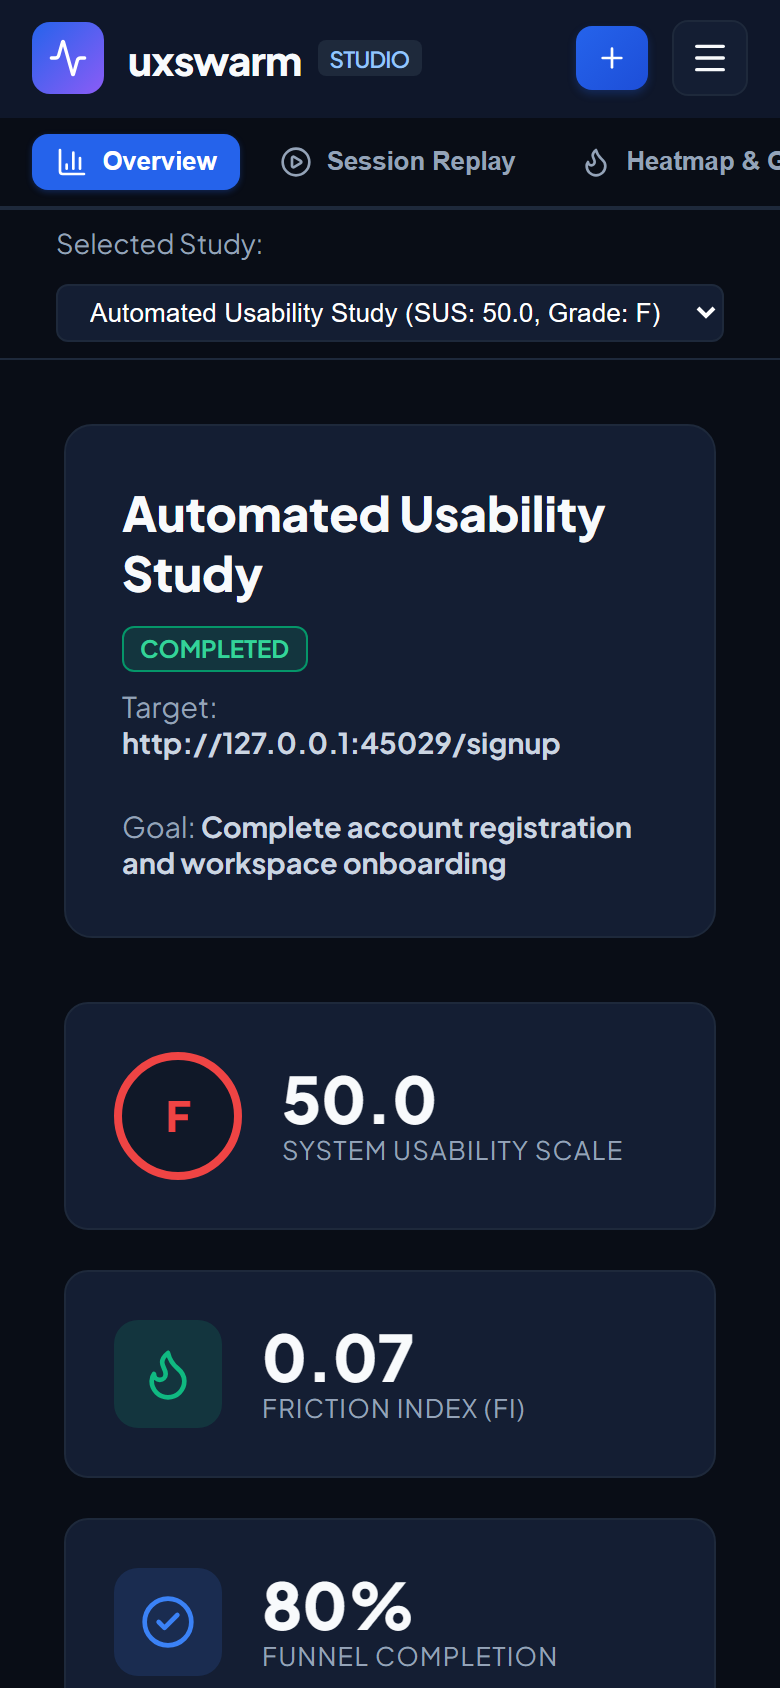 uxswarm STUDIO
Overview Session Replay Heatmap & G
Selected Study:
Automated Usability Study (SUS: 50.0, Grade: F)
Automated Usability
Study
COMPLETED
Target:
http://127.0.0.1:45029/signup
Goal: Complete account registration
and workspace onboarding
F
50.0
SYSTEM USABILITY SCALE
0.07
FRICTION INDEX (FI)
80%
FUNNEL COMPLETION